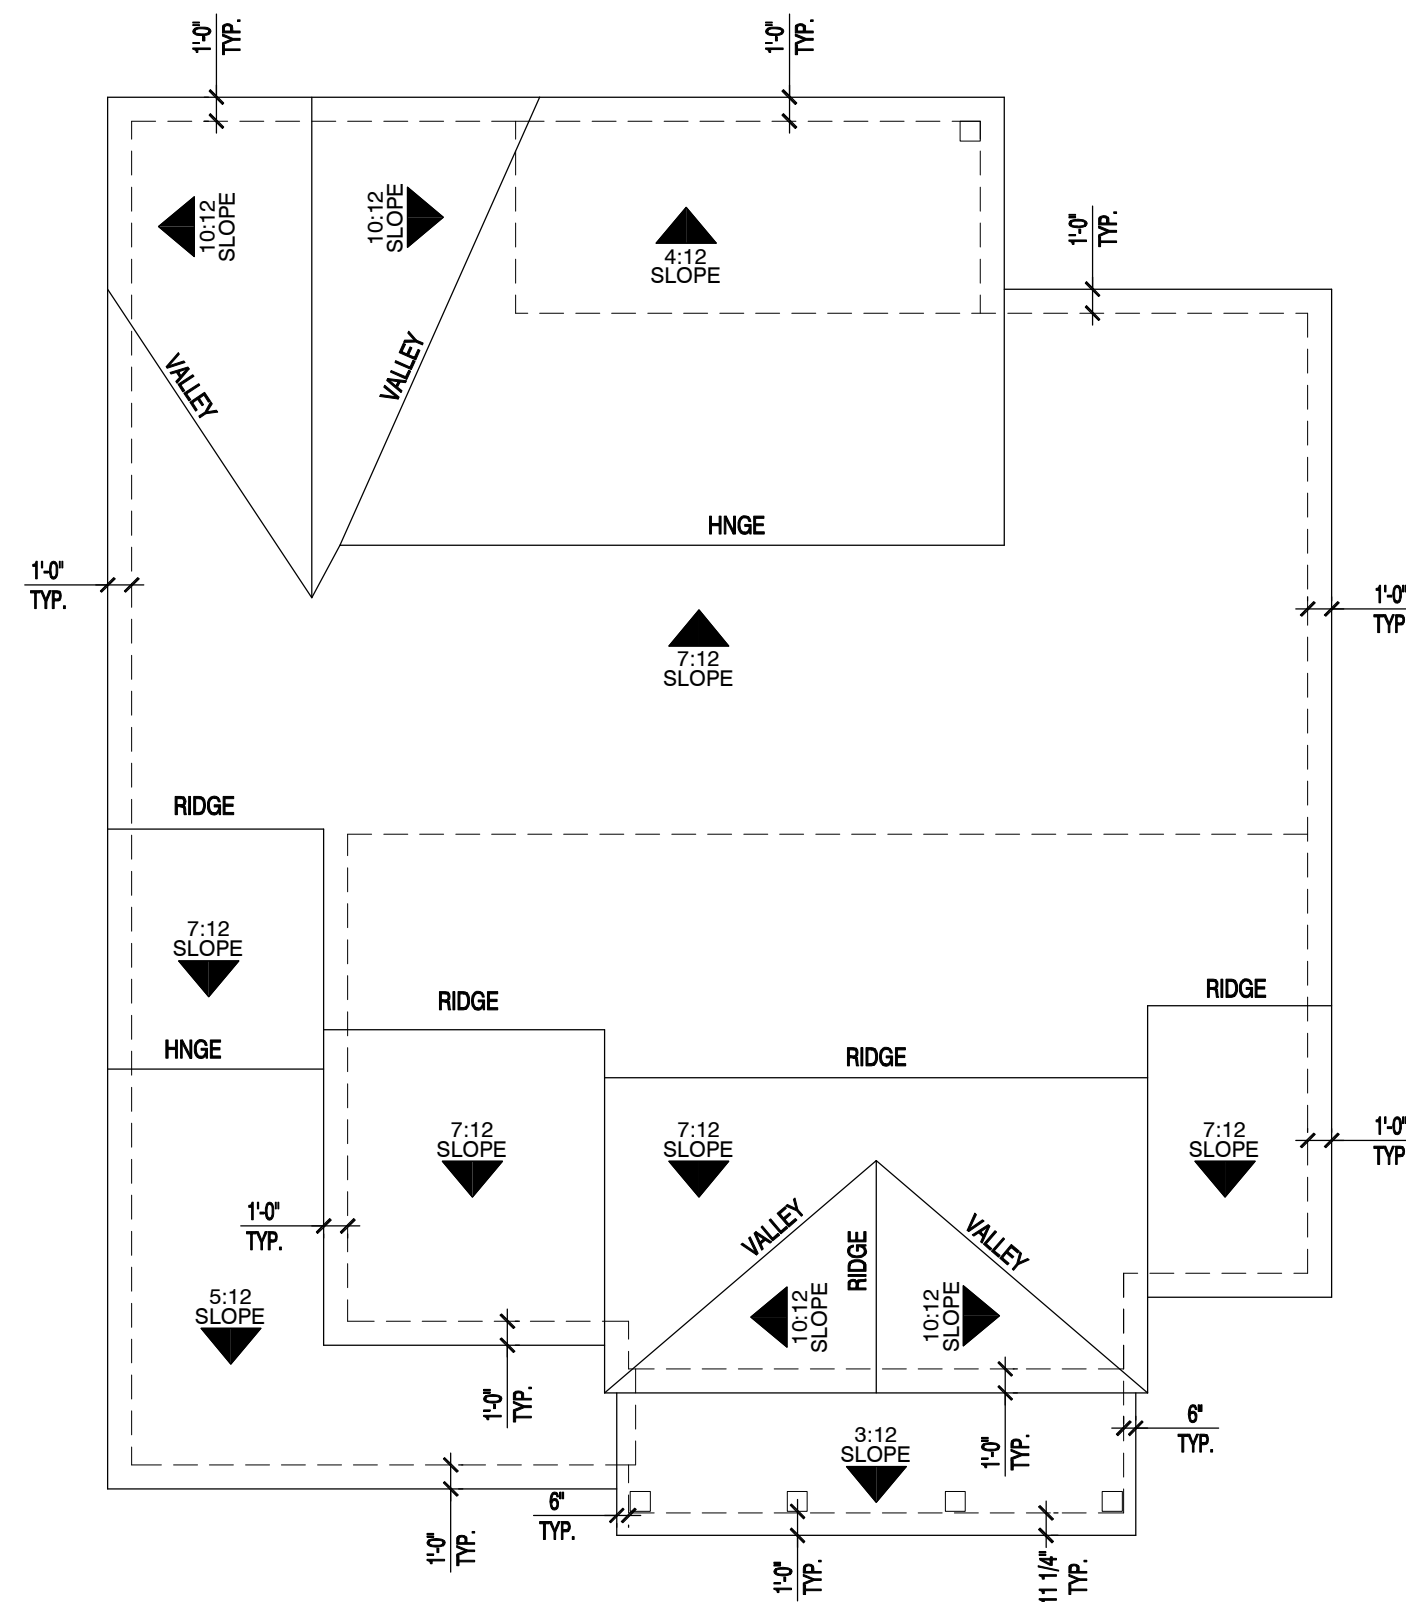 1'-0"
TYP.
1'-0"
TYP.
10:12
SLOPE
10:12
SLOPE
4:12
SLOPE
1'-0"
TYP.
VALLEY
VALLEY
HNGE
1'-0"
TYP.
1'-0"
TYP
7:12
SLOPE
RIDGE
7:12
SLOPE
RIDGE
RIDGE
HNGE
RIDGE
7:12
SLOPE
7:12
SLOPE
7:12
SLOPE
1'-0"
TYP
1'-0"
TYP.
VALLEY
RIDGE
VALLEY
10:12
SLOPE
10:12
SLOPE
5:12
SLOPE
1'-0"
TYP.
6"
TYP.
3:12
SLOPE
1'-0"
TYP.
6"
TYP.
1'-0"
TYP.
1'-0"
TYP.
11 1/4"
TYP.